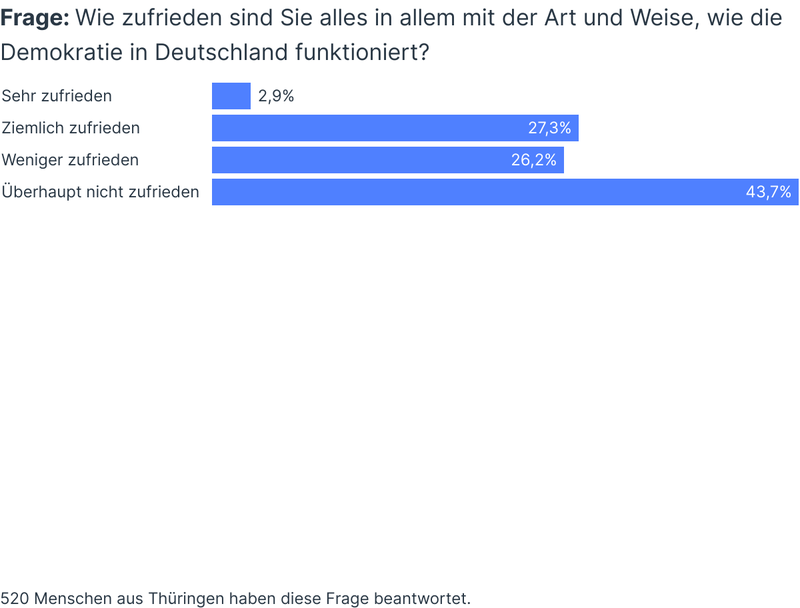 Frage: Wie zufrieden sind Sie alles in allem mit der Art und Weise, wie die
Demokratie in Deutschland funktioniert?
Sehr zufrieden 2,9%
Ziemlich zufrieden 27,3%
Weniger zufrieden 26,2%
Überhaupt nicht zufrieden 43,7%
520 Menschen aus Thüringen haben diese Frage beantwortet.